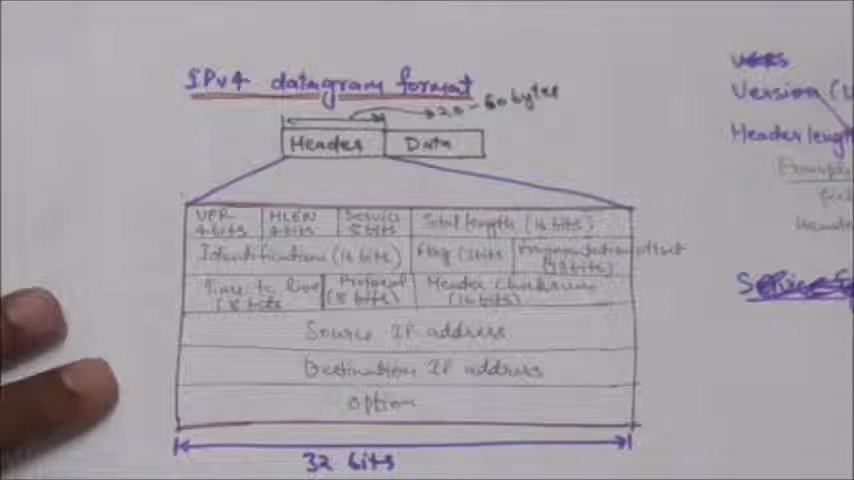 IPv4 datagram format
20 - 60 bytes
Header Data
VER 4 bits HLEN 4 bits Service 8 bits Total length (16 bits)
Identification (16 bits) Flag (3 bits Fragmentation offset (13 bits)
Time to live (8 bits Protocol (8 bits) Header checksum (16 bits)
Source IP address
Destination IP address
Option
32 bits
Version (
Header length